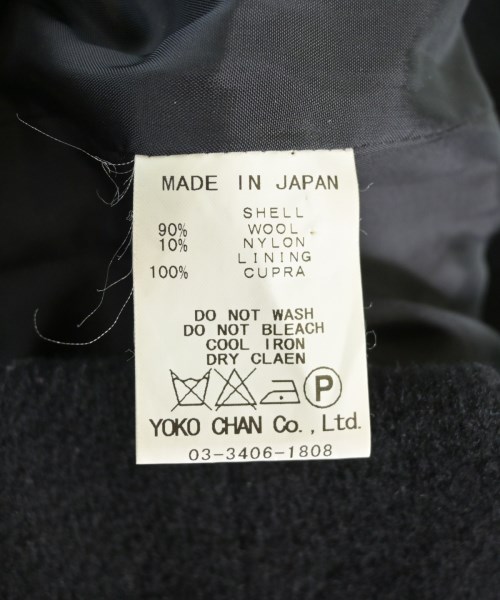 MADE IN JAPAN
SHELL
90% WOOL
10% NYLON
LINING
100% CUPRA
DO NOT WASH
DO NOT BLEACH
COOL IRON
DRY CLAEN
P
YOKO CHAN Co., Ltd.
03-3406-1808